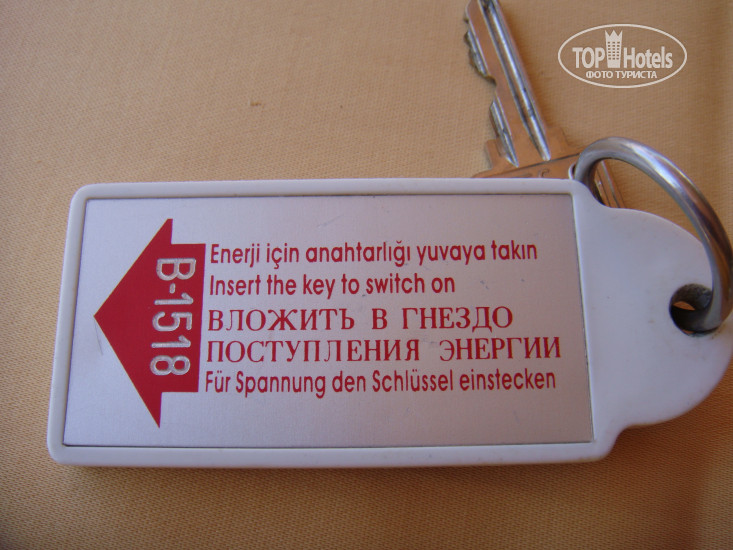 TOP Hotels
ФОТО ТУРИСТА
B-1518
Enerji için anahtarlığı yuvaya takın
Insert the key to switch on
ВЛОЖИТЬ В ГНЕЗДО
ПОСТУПЛЕНИЯ ЭНЕРГИИ
Für Spannung den Schlüssel einstecken